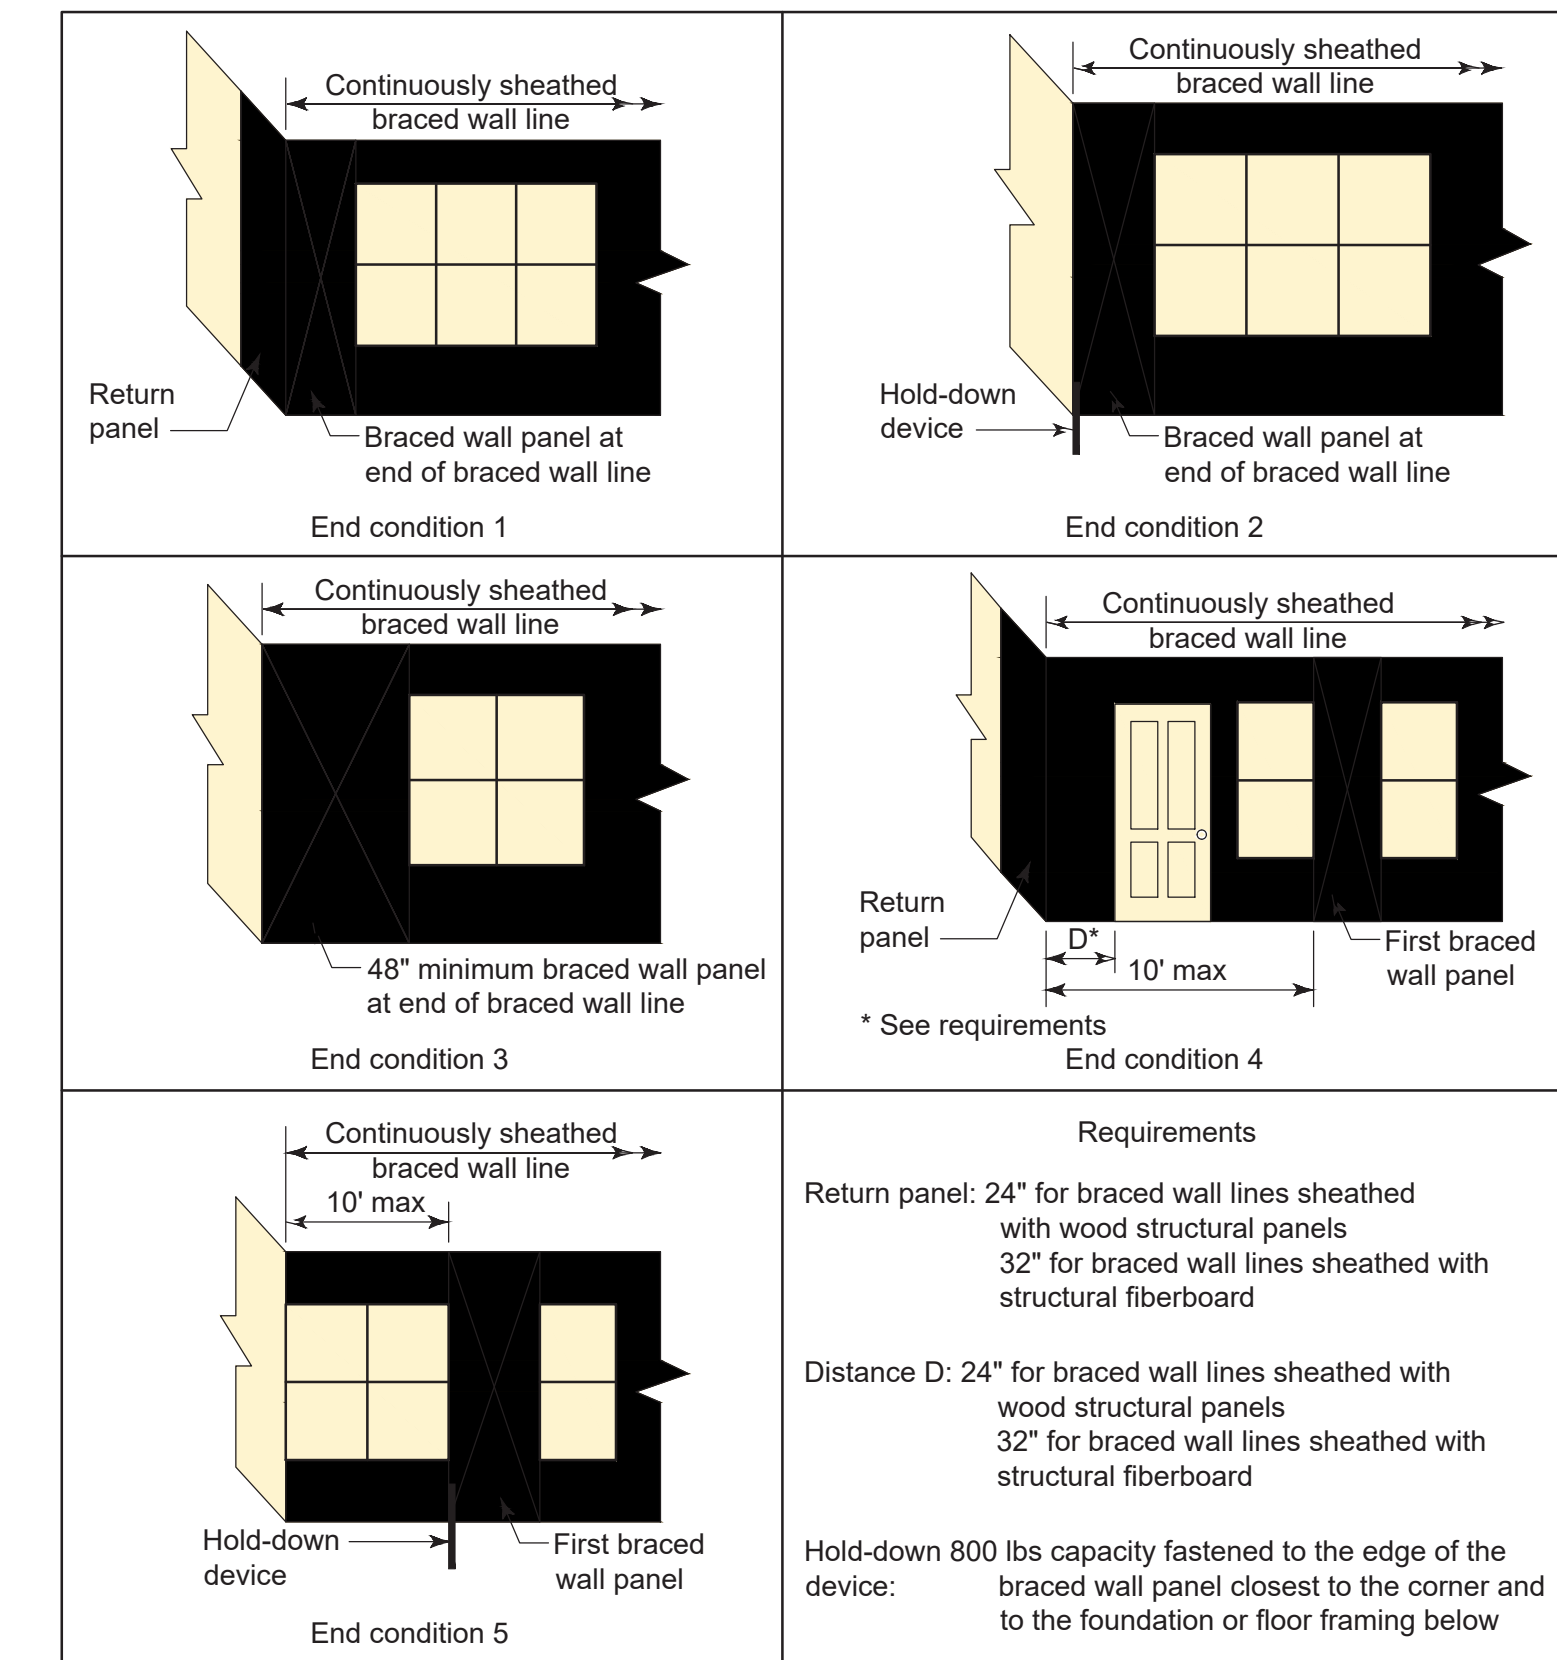 Continuously sheathed
braced wall line
Return
panel
Braced wall panel at
end of braced wall line
End condition 1
Continuously sheathed
braced wall line
Hold-down
device
Braced wall panel at
end of braced wall line
End condition 2
Continuously sheathed
braced wall line
48" minimum braced wall panel
at end of braced wall line
End condition 3
Continuously sheathed
braced wall line
Return
panel
D*
10' max
First braced
wall panel
* See requirements
End condition 4
Continuously sheathed
braced wall line
10' max
Hold-down
device
First braced
wall panel
End condition 5
Requirements
Return panel: 24" for braced wall lines sheathed
with wood structural panels
32" for braced wall lines sheathed with
structural fiberboard
Distance D: 24" for braced wall lines sheathed with
wood structural panels
32" for braced wall lines sheathed with
structural fiberboard
Hold-down 800 lbs capacity fastened to the edge of the
device: braced wall panel closest to the corner and
to the foundation or floor framing below